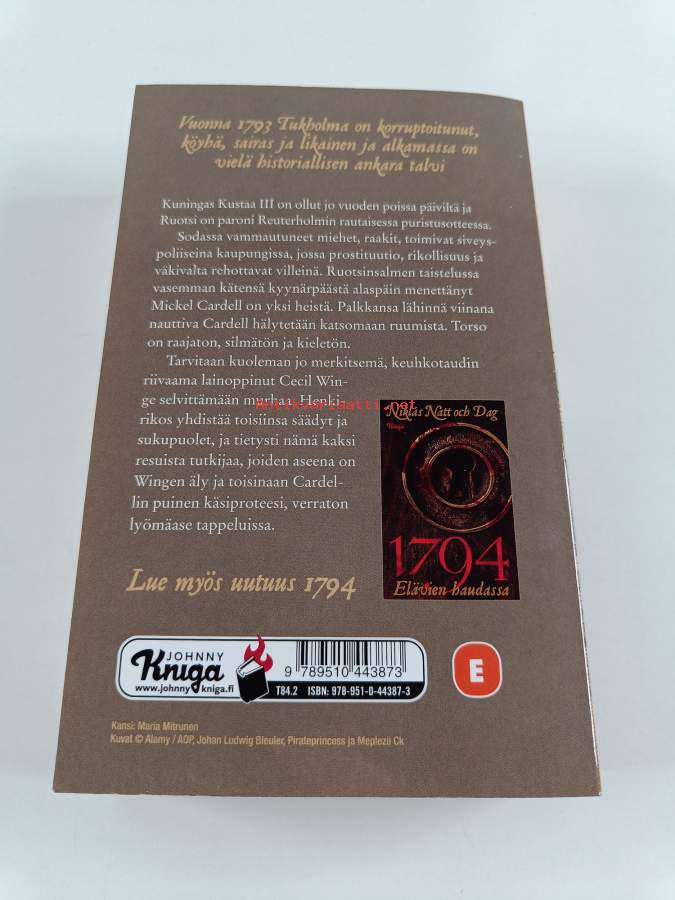 Vuonna 1793 Tukholma on korruptoitunut,
köyhä, sairas ja likainen ja alkamassa on
vielä historiallisen ankara talvi
Kuningas Kustaa III on ollut jo vuoden poissa päiviltä ja
Ruotsi on paroni Reuterholmin rautaisessa puristusotteessa.
Sodassa vammautuneet miehet, raakit, toimivat siveys-
poliiseina kaupungissa, jossa prostituutio, rikollisuus ja
väkivalta rehottavat villeinä. Ruotsinsalmen taistelussa
vasemman kätensä kyynärpäästä alaspäin menettänyt
Mickel Cardell on yksi heistä. Palkkansa lähinnä viinana
nauttiva Cardell hälytetään katsomaan ruumista. Torso
on raajaton, silmätön ja kieletön.
Tarvitaan kuoleman jo merkitsemä, keuhkotaudin
riivaama lainoppinut Cecil Win-
ge selvittämään murhaa. Henki-
rikos yhdistää toisiinsa säädyt ja
sukupuolet, ja tietysti nämä kaksi
resuista tutkijaa, joiden aseena on
Wingen äly ja toisinaan Cardel-
lin puinen käsiproteesi, verraton
lyömäase tappeluissa.
Antikvariaatti.net
Niklas Natt och Dag
Kniga
1794
Elävien haudassa
Lue myös uutuus 1794
JOHNNY
Kniga
www.johnnykniga.fi
9 789510 443873
T84.2 ISBN: 978-951-0-44387-3
E
Kansi: Maria Mitrunen
Kuvat © Alamy / AOP, Johan Ludwig Bleuler, Pirateprincess ja Meplezii Ck